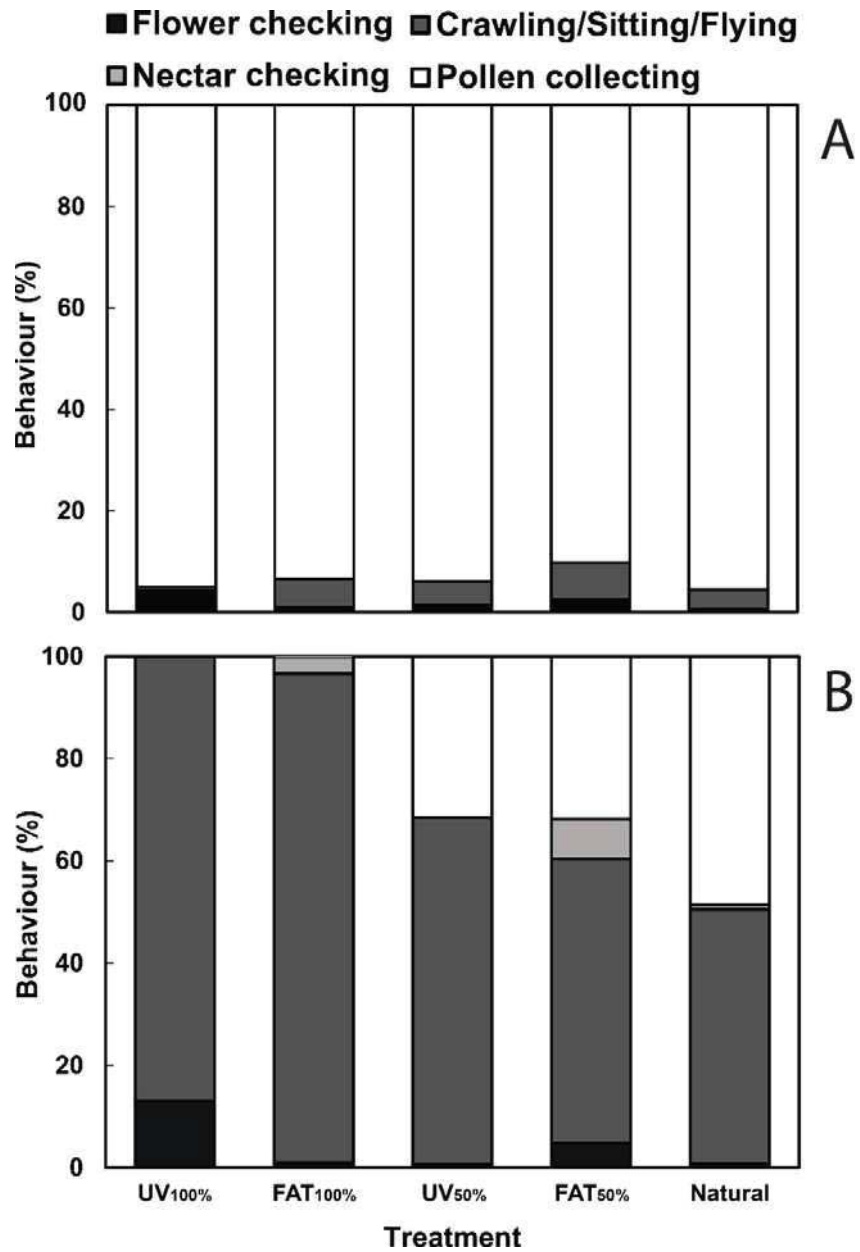 Flower checking Crawling/Sitting/Flying
Nectar checking Pollen collecting
100
80
60
40
20
0
Behaviour (%)
A
100
80
60
40
20
0
Behaviour (%)
B
UV100% FAT100% UV50% FAT50% Natural
Treatment